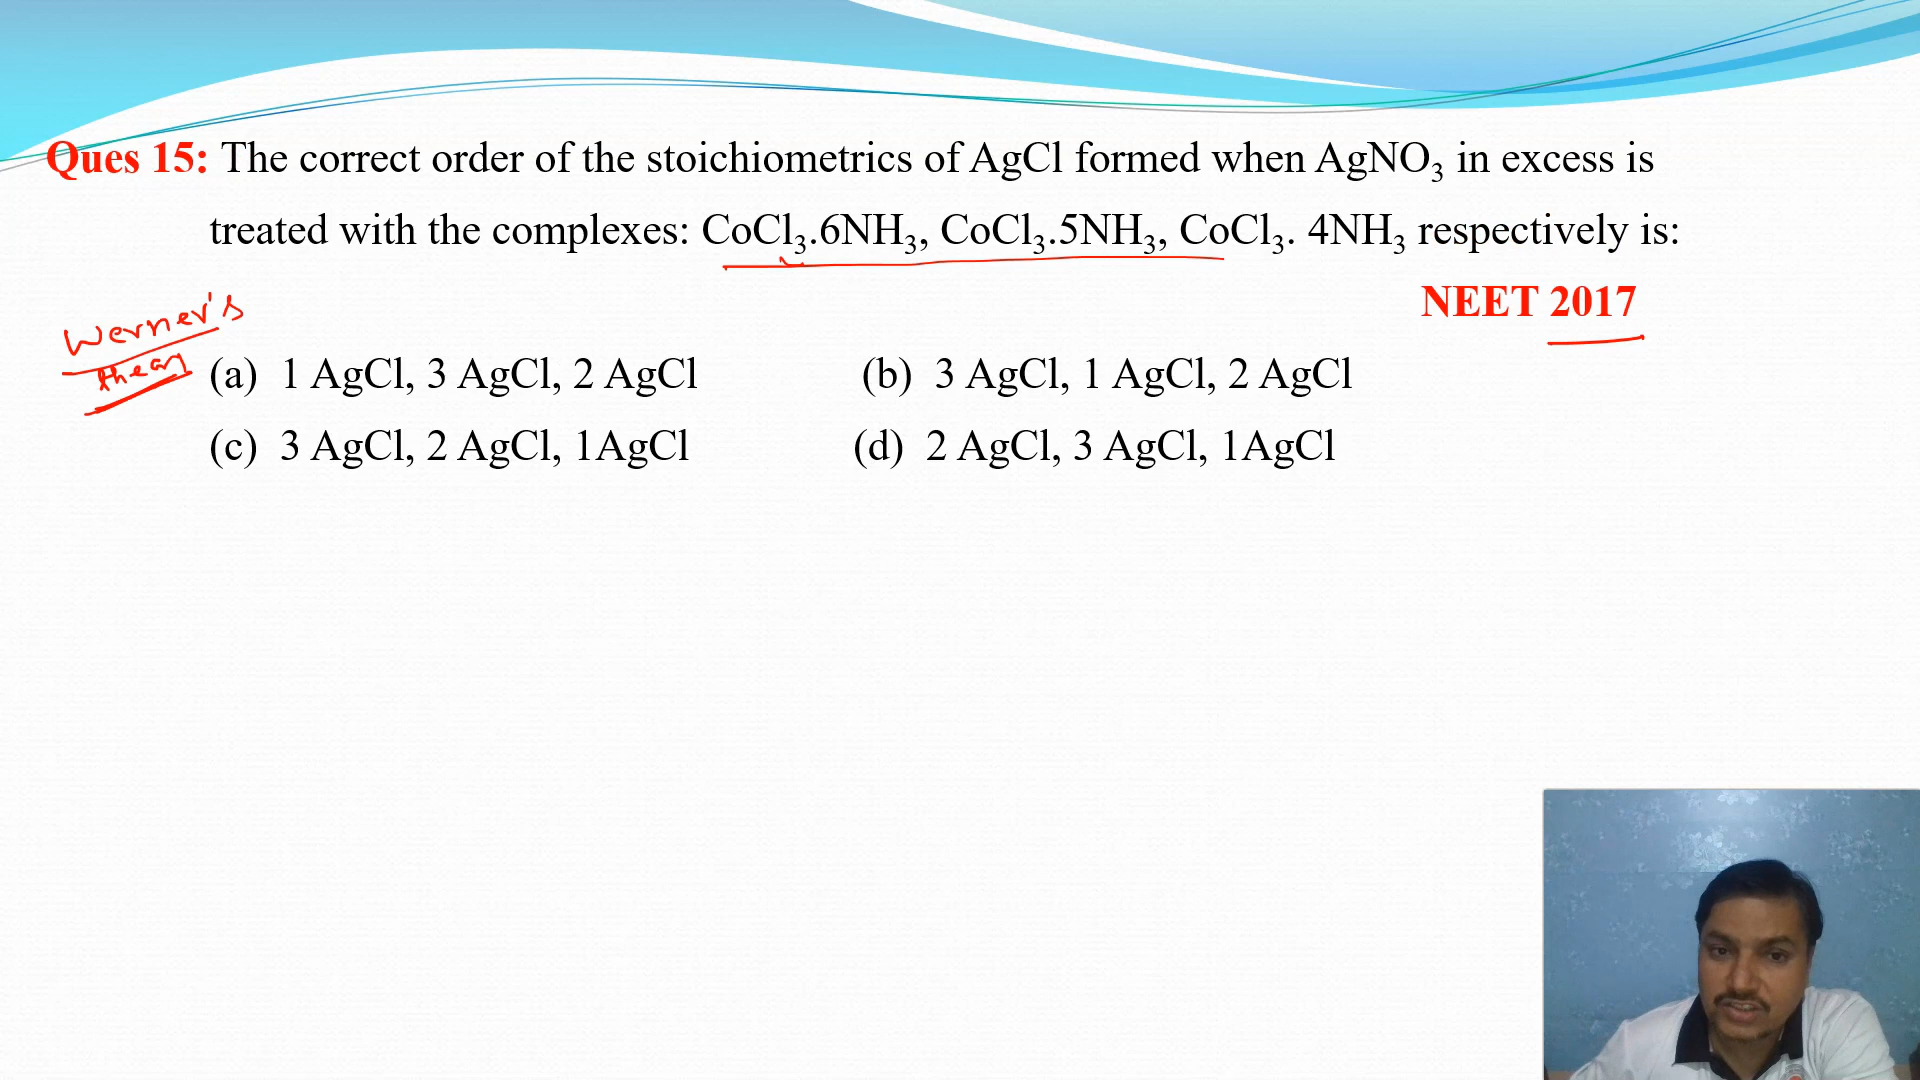 Ques 15: The correct order of the stoichiometrics of AgCl formed when AgNO₃ in excess is
treated with the complexes: CoCl₃.6NH₃, CoCl₃.5NH₃, CoCl₃. 4NH₃ respectively is:
NEET 2017
Werner's
theory
(a) 1 AgCl, 3 AgCl, 2 AgCl (b) 3 AgCl, 1 AgCl, 2 AgCl
(c) 3 AgCl, 2 AgCl, 1AgCl (d) 2 AgCl, 3 AgCl, 1AgCl